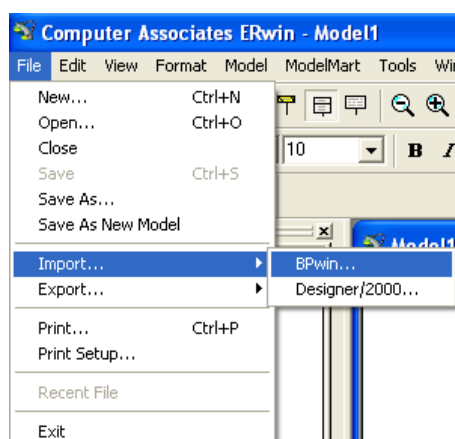 Computer Associates ERwin - Model1
File Edit View Format Model ModelMart Tools
New... Ctrl+N
Open... Ctrl+O
Close
10 B I
Save Ctrl+S
Save As...
Save As New Model
Model1
Import... BPwin...
Export... Designer/2000...
Print... Ctrl+P
Print Setup...
Recent File
Exit